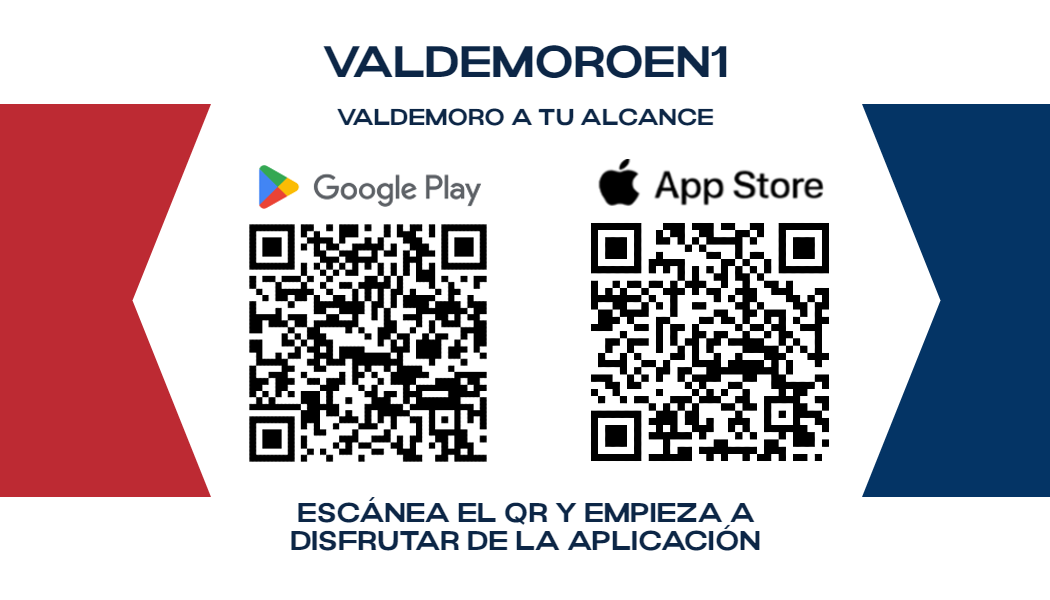 VALDEMOROEN1
VALDEMORO A TU ALCANCE
Google Play
App Store
ESCÁNEA EL QR Y EMPIEZA A
DISFRUTAR DE LA APLICACIÓN